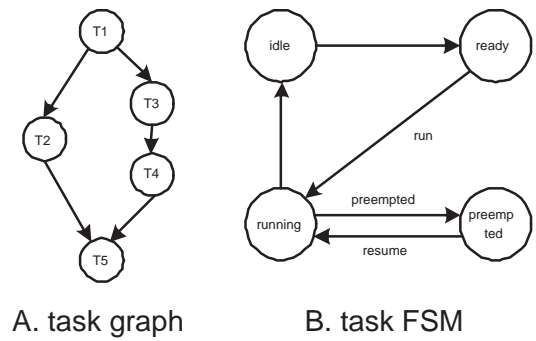 T1
T3
T2
T4
T5
A. task graph
idle
ready
run
running
preempted
resume
preemp
ted
B. task FSM